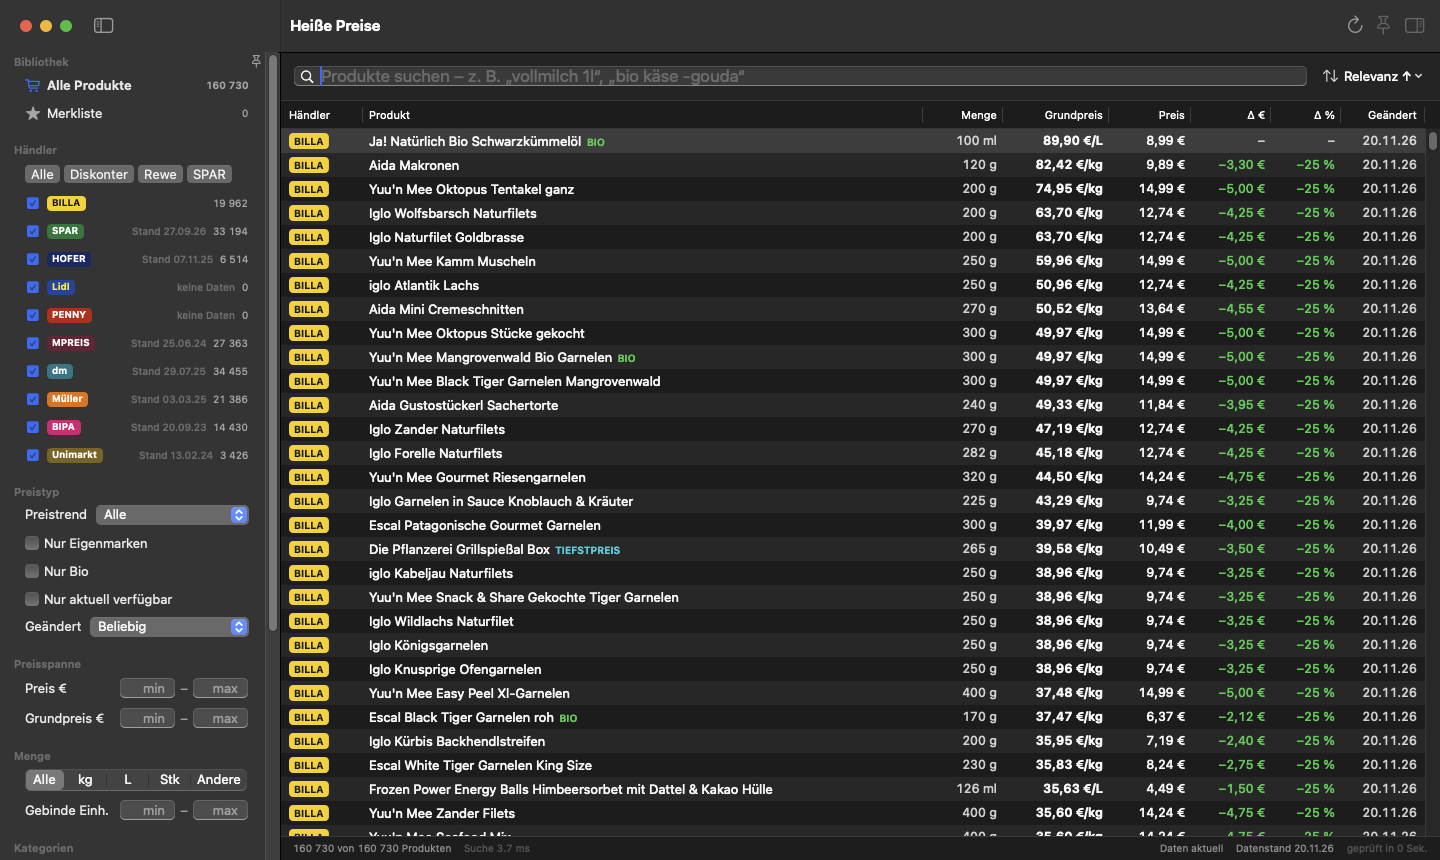 Heiße Preise
Bibliothek
Alle Produkte 160 730
Merkliste 0
Händler
Alle Diskonter Rewe SPAR
BILLA 19 962
SPAR Stand 27.09.26 33 194
HOFER Stand 07.11.25 6 514
Lidl keine Daten 0
PENNY keine Daten 0
MPREIS Stand 25.06.24 27 363
dm Stand 29.07.25 34 455
Müller Stand 03.03.25 21 386
BIPA Stand 20.09.23 14 430
Unimarkt Stand 13.02.24 3 426
Preistyp
Preistrend Alle
Nur Eigenmarken
Nur Bio
Nur aktuell verfügbar
Geändert Beliebig
Preisspanne
Preis € min – max
Grundpreis € min – max
Menge
Alle kg L Stk Andere
Gebinde Einh. min – max
Kategorien
Produkte suchen – z. B. „vollmilch 1l“, „bio käse -gouda“
Relevanz
Händler Produkt Menge Grundpreis Preis Δ € Δ % Geändert
BILLA Ja! Natürlich Bio Schwarzkümmelöl BIO 100 ml 89,90 €/L 8,99 € – – 20.11.26
BILLA Aida Makronen 120 g 82,42 €/kg 9,89 € −3,30 € −25 % 20.11.26
BILLA Yuu'n Mee Oktopus Tentakel ganz 200 g 74,95 €/kg 14,99 € −5,00 € −25 % 20.11.26
BILLA Iglo Wolfsbarsch Naturfilets 200 g 63,70 €/kg 12,74 € −4,25 € −25 % 20.11.26
BILLA Iglo Naturfilet Goldbrasse 200 g 63,70 €/kg 12,74 € −4,25 € −25 % 20.11.26
BILLA Yuu'n Mee Kamm Muscheln 250 g 59,96 €/kg 14,99 € −5,00 € −25 % 20.11.26
BILLA iglo Atlantik Lachs 250 g 50,96 €/kg 12,74 € −4,25 € −25 % 20.11.26
BILLA Aida Mini Cremeschnitten 270 g 50,52 €/kg 13,64 € −4,55 € −25 % 20.11.26
BILLA Yuu'n Mee Oktopus Stücke gekocht 300 g 49,97 €/kg 14,99 € −5,00 € −25 % 20.11.26
BILLA Yuu'n Mee Mangrovenwald Bio Garnelen BIO 300 g 49,97 €/kg 14,99 € −5,00 € −25 % 20.11.26
BILLA Yuu'n Mee Black Tiger Garnelen Mangrovenwald 300 g 49,97 €/kg 14,99 € −5,00 € −25 % 20.11.26
BILLA Aida Gustostückerl Sachertorte 240 g 49,33 €/kg 11,84 € −3,95 € −25 % 20.11.26
BILLA Iglo Zander Naturfilets 270 g 47,19 €/kg 12,74 € −4,25 € −25 % 20.11.26
BILLA Iglo Forelle Naturfilets 282 g 45,18 €/kg 12,74 € −4,25 € −25 % 20.11.26
BILLA Yuu'n Mee Gourmet Riesengarnelen 320 g 44,50 €/kg 14,24 € −4,75 € −25 % 20.11.26
BILLA Iglo Garnelen in Sauce Knoblauch & Kräuter 225 g 43,29 €/kg 9,74 € −3,25 € −25 % 20.11.26
BILLA Escal Patagonische Gourmet Garnelen 300 g 39,97 €/kg 11,99 € −4,00 € −25 % 20.11.26
BILLA Die Pflanzerei Grillspießal Box TIEFSTPREIS 265 g 39,58 €/kg 10,49 € −3,50 € −25 % 20.11.26
BILLA iglo Kabeljau Naturfilets 250 g 38,96 €/kg 9,74 € −3,25 € −25 % 20.11.26
BILLA Yuu'n Mee Snack & Share Gekochte Tiger Garnelen 250 g 38,96 €/kg 9,74 € −3,25 € −25 % 20.11.26
BILLA Iglo Wildlachs Naturfilet 250 g 38,96 €/kg 9,74 € −3,25 € −25 % 20.11.26
BILLA Iglo Königsgarnelen 250 g 38,96 €/kg 9,74 € −3,25 € −25 % 20.11.26
BILLA Iglo Knusprige Ofengarnelen 250 g 38,96 €/kg 9,74 € −3,25 € −25 % 20.11.26
BILLA Yuu'n Mee Easy Peel Xl-Garnelen 400 g 37,48 €/kg 14,99 € −5,00 € −25 % 20.11.26
BILLA Escal Black Tiger Garnelen roh BIO 170 g 37,47 €/kg 6,37 € −2,12 € −25 % 20.11.26
BILLA Iglo Kürbis Backhendlstreifen 200 g 35,95 €/kg 7,19 € −2,40 € −25 % 20.11.26
BILLA Escal White Tiger Garnelen King Size 230 g 35,83 €/kg 8,24 € −2,75 € −25 % 20.11.26
BILLA Frozen Power Energy Balls Himbeersorbet mit Dattel & Kakao Hülle 126 ml 35,63 €/L 4,49 € −1,50 € −25 % 20.11.26
BILLA Yuu'n Mee Zander Filets 400 g 35,60 €/kg 14,24 € −4,75 € −25 % 20.11.26
BILLA Yuu'n Mee Seafood Mix 400 g 35,60 €/kg 14,24 € −4,75 € −25 % 20.11.26
160 730 von 160 730 Produkten Suche 3.7 ms Daten aktuell Datenstand 20.11.26 geprüft in 0 Sek.